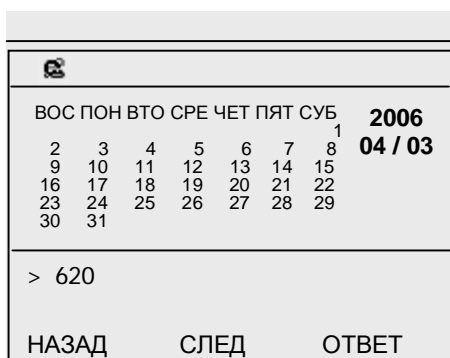 ВОС ПОН ВТО СРЕ ЧЕТ ПЯТ СУБ
1
2 3 4 5 6 7 8
9 10 11 12 13 14 15
16 17 18 19 20 21 22
23 24 25 26 27 28 29
30 31
2006
04 / 03
> 620
НАЗАД СЛЕД ОТВЕТ